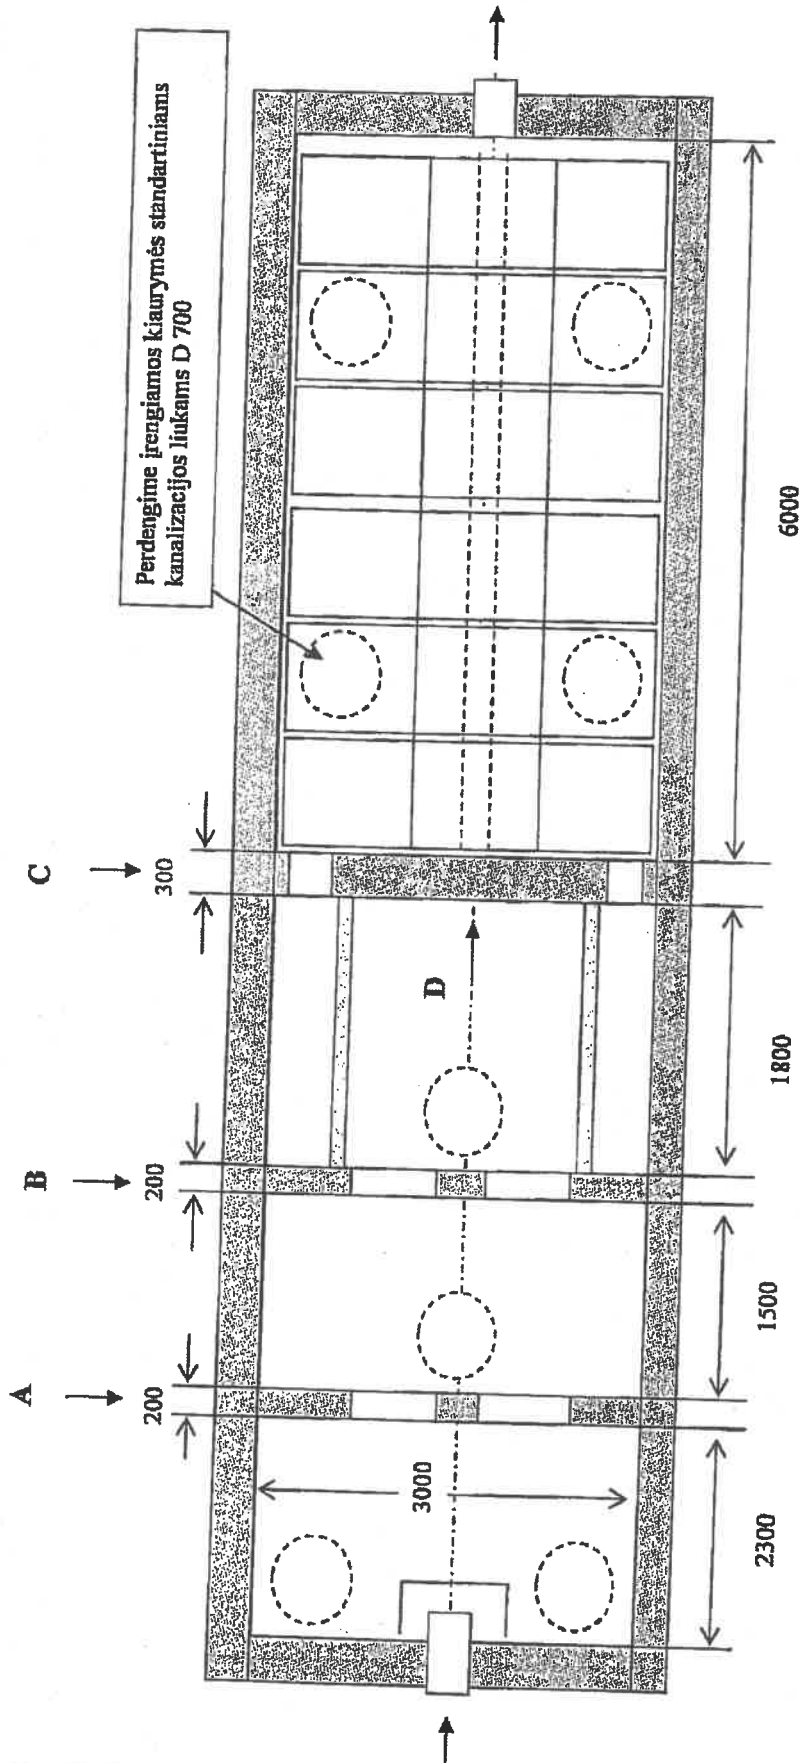 Perdengime įrengiamos kiaurymės standartiniams
kanalizacijos liukams D 700
A
B
C
200
200
300
D
3000
2300
1500
1800
6000